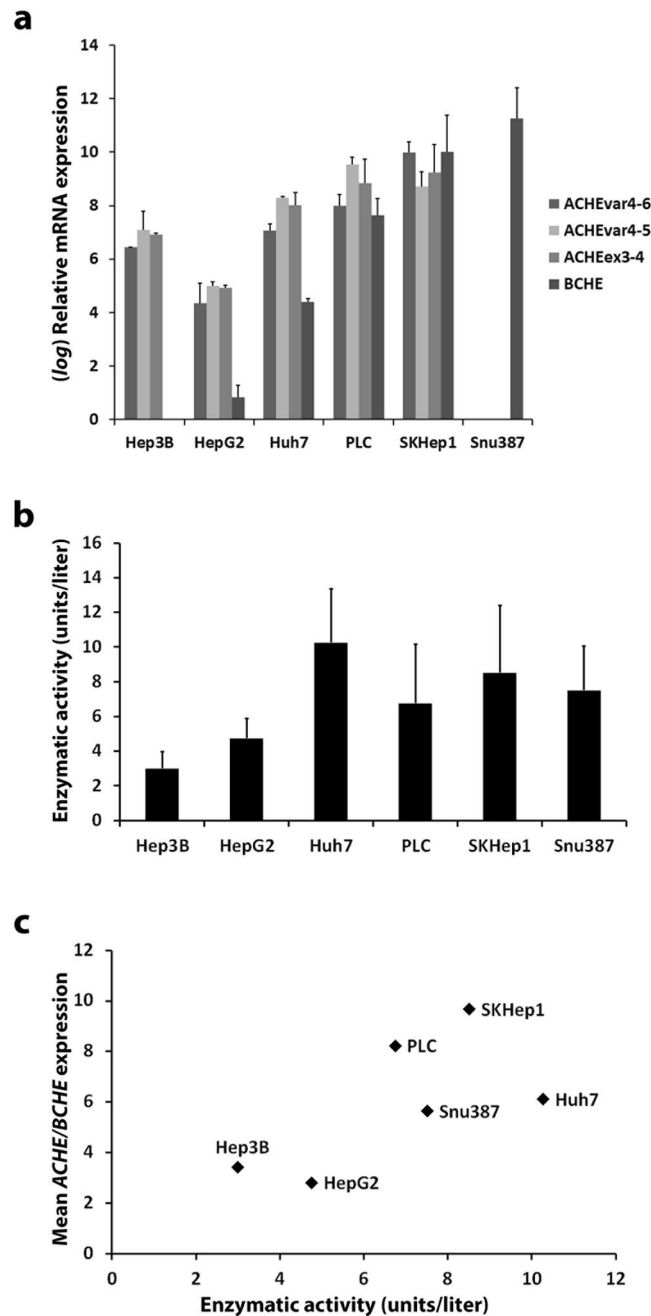 a
(log) Relative mRNA expression
14
12
10
8
6
4
2
0
Hep3B HepG2 Huh7 PLC SKHep1 Snu387
ACHEvar4-6
ACHEvar4-5
ACHEex3-4
BCHE
b
Enzymatic activity (units/liter)
16
14
12
10
8
6
4
2
0
Hep3B HepG2 Huh7 PLC SKHep1 Snu387
c
Mean ACHE/BCHE expression
12
10
8
6
4
2
0
SKHep1
PLC
Huh7
Snu387
Hep3B
HepG2
0 2 4 6 8 10 12
Enzymatic activity (units/liter)